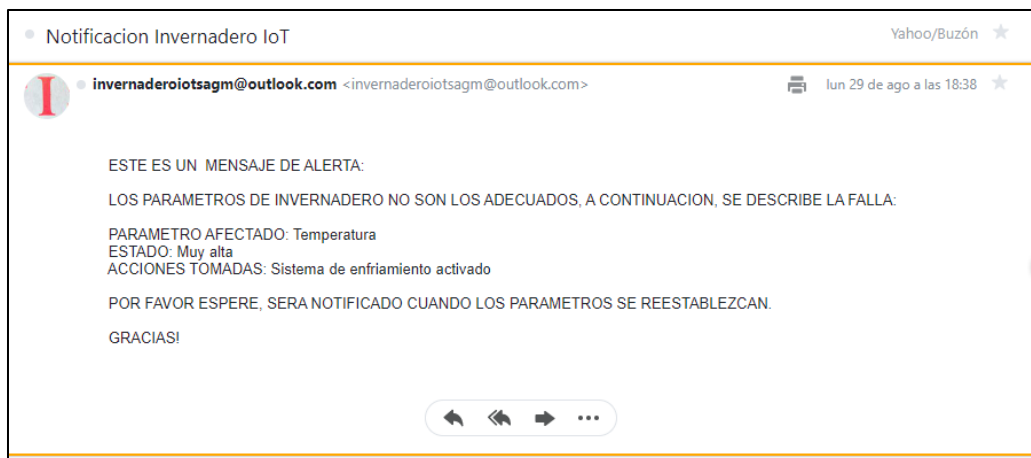 Notificacion Invernadero IoT
Yahoo/Buzón
I
invernaderoiotsagm@outlook.com <invernaderoiotsagm@outlook.com>
lun 29 de ago a las 18:38
ESTE ES UN MENSAJE DE ALERTA:
LOS PARAMETROS DE INVERNADERO NO SON LOS ADECUADOS, A CONTINUACION, SE DESCRIBE LA FALLA:
PARAMETRO AFECTADO: Temperatura
ESTADO: Muy alta
ACCIONES TOMADAS: Sistema de enfriamiento activado
POR FAVOR ESPERE, SERA NOTIFICADO CUANDO LOS PARAMETROS SE REESTABLEZCAN.
GRACIAS!